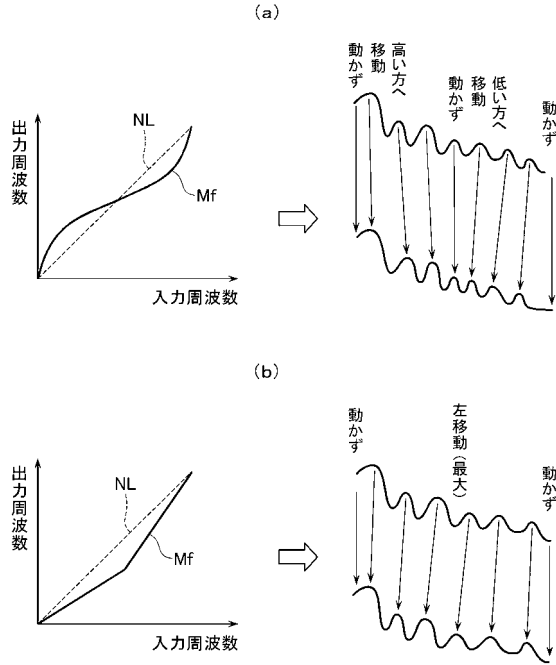 (a)
出力周波数
NL
Mf
入力周波数
動かず
移動
高い方へ
動かず
移動
低い方へ
動かず
(b)
出力周波数
NL
Mf
入力周波数
動かず
左移動(最大)
動かず